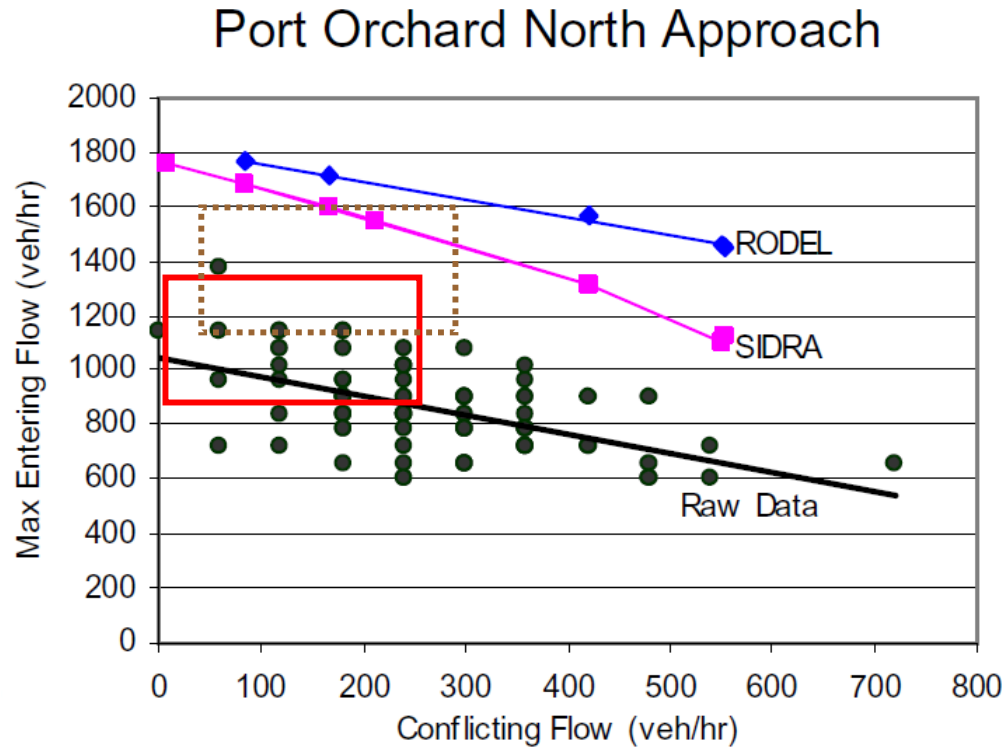 Port Orchard North Approach
Max Entering Flow (veh/hr)
2000
1800
1600
1400
1200
1000
800
600
400
200
0
RODEL
SIDRA
Raw Data
0 100 200 300 400 500 600 700 800
Conflicting Flow (veh/hr)